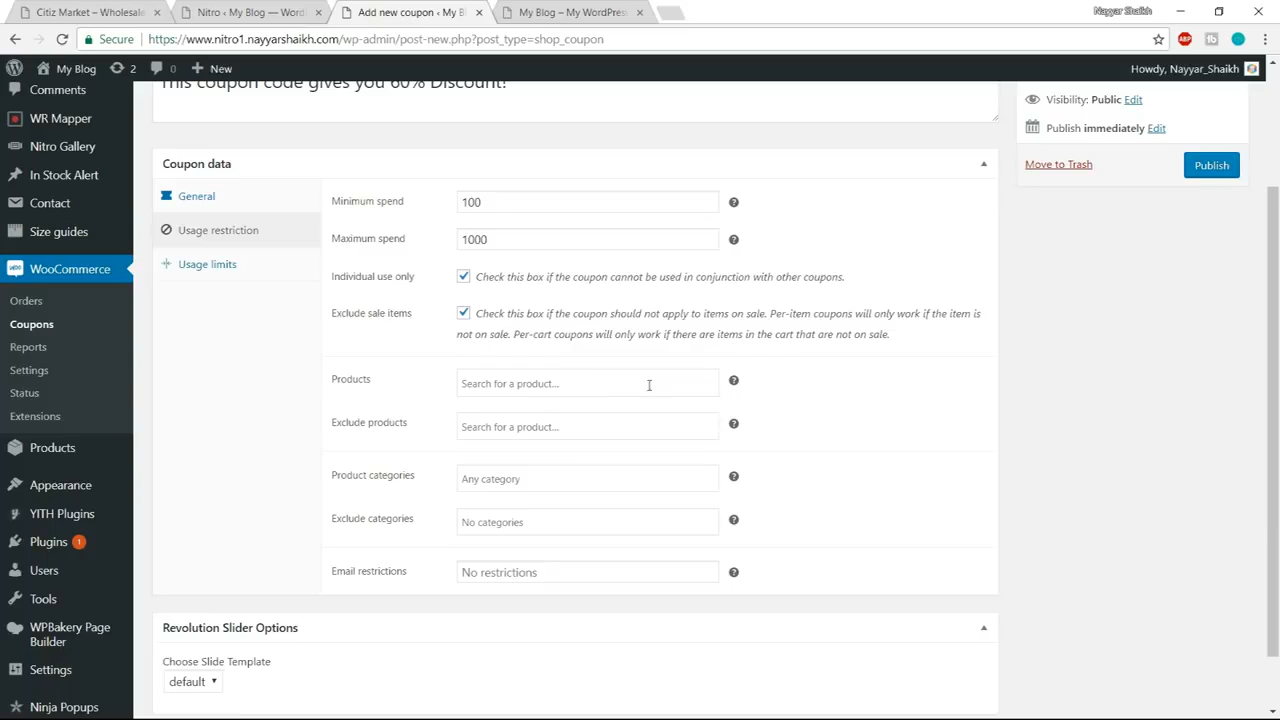 Citiz Market – Wholesale
Nitro ‹ My Blog — Word
Add new coupon ‹ My Bl
My Blog – My WordPress
Nayyar Shaikh
Secure
https://www.nitro1.nayyarshaikh.com/wp-admin/post-new.php?post_type=shop_coupon
ABP
fb
My Blog
2
0
New
Howdy, Nayyar_Shaikh
Comments
WR Mapper
Nitro Gallery
In Stock Alert
Contact
Size guides
WooCommerce
Orders
Coupons
Reports
Settings
Status
Extensions
Products
Appearance
YITH Plugins
Plugins 1
Users
Tools
WPBakery Page
Builder
Settings
Ninja Popups
This coupon code gives you 60% Discount!
Coupon data
General
Usage restriction
Usage limits
Minimum spend
100
Maximum spend
1000
Individual use only
Check this box if the coupon cannot be used in conjunction with other coupons.
Exclude sale items
Check this box if the coupon should not apply to items on sale. Per-item coupons will only work if the item is
not on sale. Per-cart coupons will only work if there are items in the cart that are not on sale.
Products
Search for a product...
Exclude products
Search for a product...
Product categories
Any category
Exclude categories
No categories
Email restrictions
No restrictions
Revolution Slider Options
Choose Slide Template
default
Visibility: Public Edit
Publish immediately Edit
Move to Trash
Publish